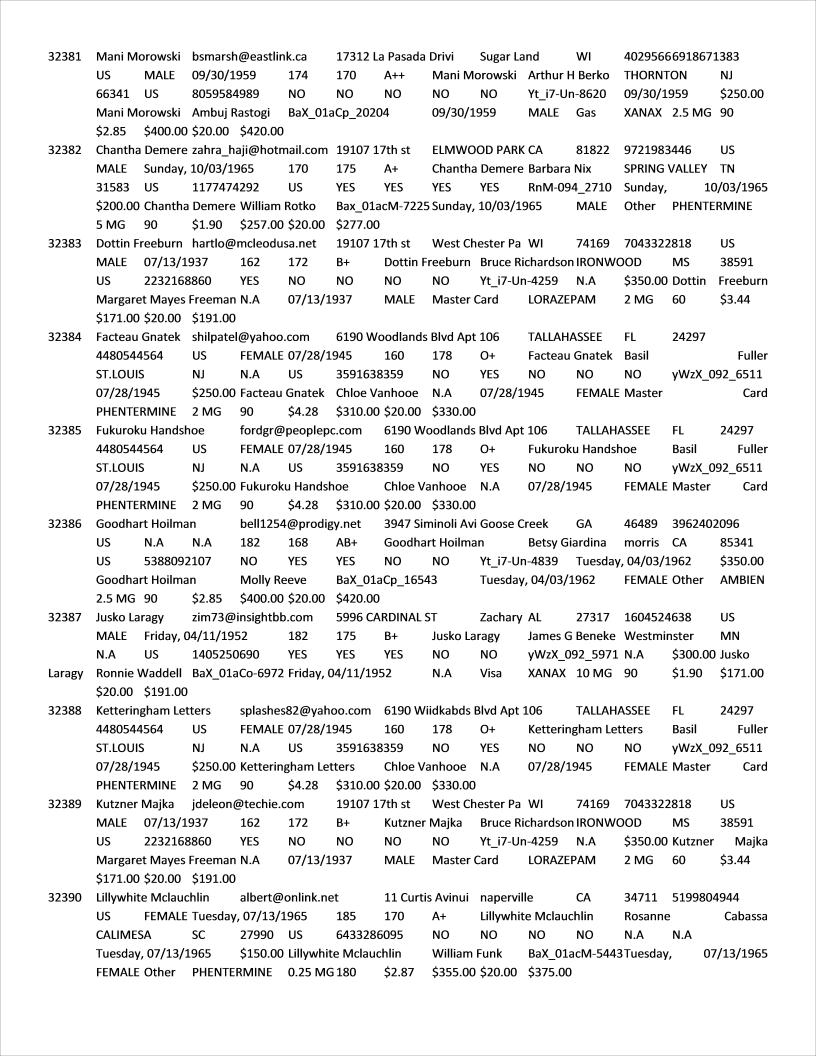 32381 Mani Morowski bsmarsh@eastlink.ca 17312 La Pasada Drivi Sugar Land WI 40295666918671383
US MALE 09/30/1959 174 170 A++ Mani Morowski Arthur H Berko THORNTON NJ
66341 US 8059584989 NO NO NO NO NO Yt_i7-Un-8620 09/30/1959 $250.00
Mani Morowski Ambuj Rastogi BaX_01aCp_20204 09/30/1959 MALE Gas XANAX 2.5 MG 90
$2.85 $400.00 $20.00 $420.00
32382 Chantha Demere zahra_haji@hotmail.com 19107 17th st ELMWOOD PARK CA 81822 9721983446 US
MALE Sunday, 10/03/1965 170 175 A+ Chantha Demere Barbara Nix SPRING VALLEY TN
31583 US 1177474292 US YES YES YES YES RnM-094_2710 Sunday, 10/03/1965
$200.00 Chantha Demere William Rotko Bax_01acM-7225 Sunday, 10/03/1965 MALE Other PHENTERMINE
5 MG 90 $1.90 $257.00 $20.00 $277.00
32383 Dottin Freeburn hartlo@mcleodusa.net 19107 17th st West Chester Pa WI 74169 7043322818 US
MALE 07/13/1937 162 172 B+ Dottin Freeburn Bruce Richardson IRONWOOD MS 38591
US 2232168860 YES NO NO NO NO Yt_i7-Un-4259 N.A $350.00 Dottin Freeburn
Margaret Mayes Freeman N.A 07/13/1937 MALE Master Card LORAZEPAM 2 MG 60 $3.44
$171.00 $20.00 $191.00
32384 Facteau Gnatek shilpatel@yahoo.com 6190 Woodlands Blvd Apt 106 TALLAHASSEE FL 24297
4480544564 US FEMALE 07/28/1945 160 178 O+ Facteau Gnatek Basil Fuller
ST.LOUIS NJ N.A US 3591638359 NO YES NO NO NO yWzX_092_6511
07/28/1945 $250.00 Facteau Gnatek Chloe Vanhooe N.A 07/28/1945 FEMALE Master Card
PHENTERMINE 2 MG 90 $4.28 $310.00 $20.00 $330.00
32385 Fukuroku Handshoe fordgr@peoplepc.com 6190 Woodlands Blvd Apt 106 TALLAHASSEE FL 24297
4480544564 US FEMALE 07/28/1945 160 178 O+ Fukuroku Handshoe Basil Fuller
ST.LOUIS NJ N.A US 3591638359 NO YES NO NO NO yWzX_092_6511
07/28/1945 $250.00 Fukuroku Handshoe Chloe Vanhooe N.A 07/28/1945 FEMALE Master Card
PHENTERMINE 2 MG 90 $4.28 $310.00 $20.00 $330.00
32386 Goodhart Hoilman bell1254@prodigy.net 3947 Siminoli Avi Goose Creek GA 46489 3962402096
US N.A N.A 182 168 AB+ Goodhart Hoilman Betsy Giardina morris CA 85341
US 5388092107 NO YES YES NO NO Yt_i7-Un-4839 Tuesday, 04/03/1962 $350.00
Goodhart Hoilman Molly Reeve BaX_01aCp_16543 Tuesday, 04/03/1962 FEMALE Other AMBIEN
2.5 MG 90 $2.85 $400.00 $20.00 $420.00
32387 Jusko Laragy zim73@insightbb.com 5996 CARDINAL ST Zachary AL 27317 1604524638 US
MALE Friday, 04/11/1952 182 175 B+ Jusko Laragy James G Beneke Westminster MN
N.A US 1405250690 YES YES YES NO NO yWzX_092_5971 N.A $300.00 Jusko
Laragy Ronnie Waddell BaX_01aCo-6972 Friday, 04/11/1952 N.A Visa XANAX 10 MG 90 $1.90 $171.00
$20.00 $191.00
32388 Ketteringham Letters splashes82@yahoo.com 6190 Wiidkabds Blvd Apt 106 TALLAHASSEE FL 24297
4480544564 US FEMALE 07/28/1945 160 178 O+ Ketteringham Letters Basil Fuller
ST.LOUIS NJ N.A US 3591638359 NO YES NO NO NO yWzX_092_6511
07/28/1945 $250.00 Ketteringham Letters Chloe Vanhooe N.A 07/28/1945 FEMALE Master Card
PHENTERMINE 2 MG 90 $4.28 $310.00 $20.00 $330.00
32389 Kutzner Majka jdeleon@techie.com 19107 17th st West Chester Pa WI 74169 7043322818 US
MALE 07/13/1937 162 172 B+ Kutzner Majka Bruce Richardson IRONWOOD MS 38591
US 2232168860 YES NO NO NO NO Yt_i7-Un-4259 N.A $350.00 Kutzner Majka
Margaret Mayes Freeman N.A 07/13/1937 MALE Master Card LORAZEPAM 2 MG 60 $3.44
$171.00 $20.00 $191.00
32390 Lillywhite Mclauchlin albert@onlink.net 11 Curtis Avinui naperville CA 34711 5199804944
US FEMALE Tuesday, 07/13/1965 185 170 A+ Lillywhite Mclauchlin Rosanne Cabassa
CALIMESA SC 27990 US 6433286095 NO NO NO NO N.A N.A
Tuesday, 07/13/1965 $150.00 Lillywhite Mclauchlin William Funk BaX_01acM-5443 Tuesday, 07/13/1965
FEMALE Other PHENTERMINE 0.25 MG 180 $2.87 $355.00 $20.00 $375.00